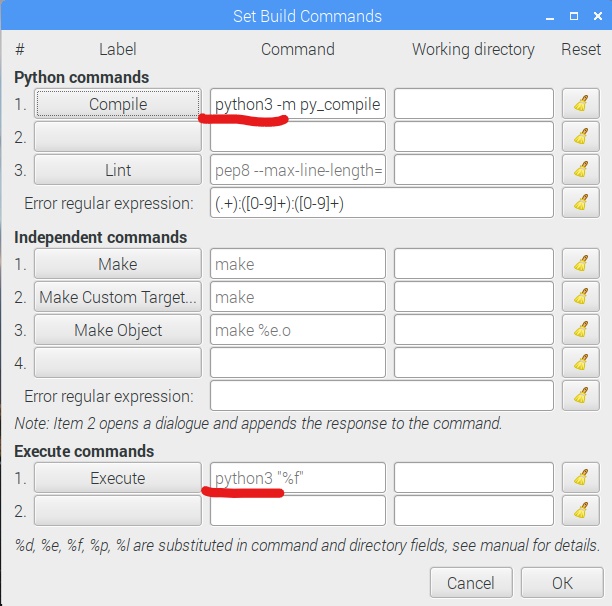 Set Build Commands
# Label Command Working directory Reset
Python commands
1. Compile python3 -m py_compile
2.
3. Lint pep8 --max-line-length=
Error regular expression: (.+):([0-9]+):([0-9]+)
Independent commands
1. Make make
2. Make Custom Target... make
3. Make Object make %e.o
4.
Error regular expression:
Note: Item 2 opens a dialogue and appends the response to the command.
Execute commands
1. Execute python3 "%f"
2.
%d, %e, %f, %p, %l are substituted in command and directory fields, see manual for details.
Cancel OK